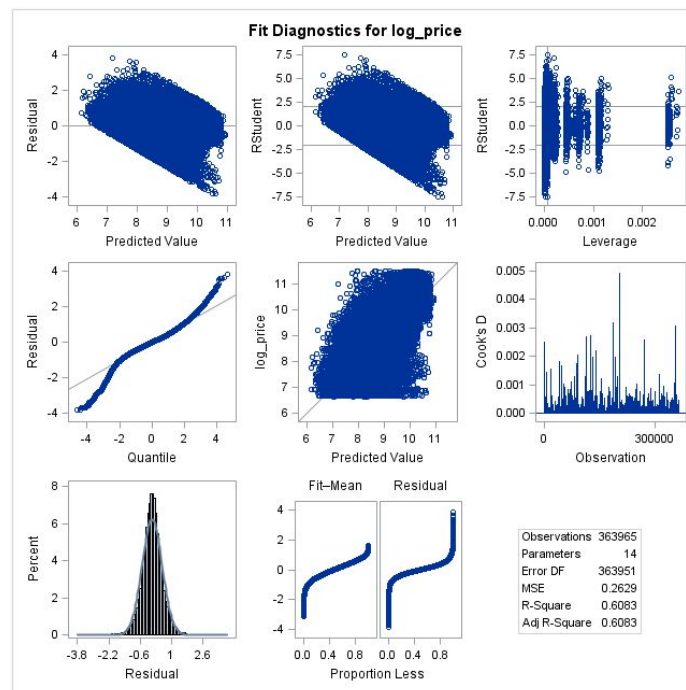 Fit Diagnostics for log_price
4
2
0
-2
-4
Residual
6 7 8 9 10 11
Predicted Value
7.5
5.0
2.5
0.0
-2.5
-5.0
-7.5
RStudent
6 7 8 9 10 11
Predicted Value
7.5
5.0
2.5
0.0
-2.5
-5.0
-7.5
RStudent
0.000 0.001 0.002
Leverage
4
2
0
-2
-4
Residual
-4 -2 0 2 4
Quantile
11
10
9
8
7
6
log_price
6 7 8 9 10 11
Predicted Value
0.005
0.004
0.003
0.002
0.001
0.000
Cook's D
0 300000
Observation
8
6
4
2
0
Percent
-3.8 -2.2 -0.6 1 2.6
Residual
Fit–Mean Residual
4
2
0
-2
-4
0.0 0.4 0.8 0.0 0.4 0.8
Proportion Less
Observations 363965
Parameters 14
Error DF 363951
MSE 0.2629
R-Square 0.6083
Adj R-Square 0.6083